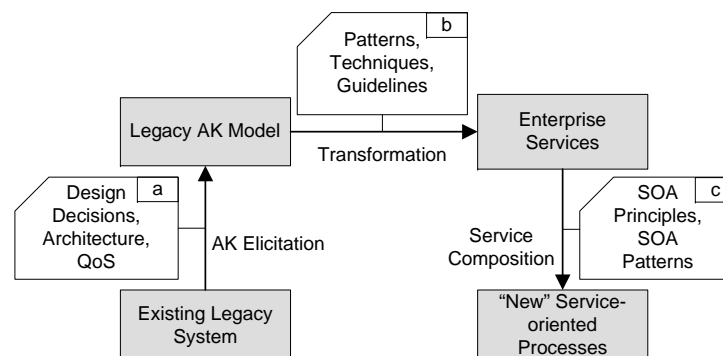 b
Patterns,
Techniques,
Guidelines
Legacy AK Model
Transformation
Enterprise
Services
a
Design
Decisions,
Architecture,
QoS
AK Elicitation
Service
Composition
c
SOA
Principles,
SOA
Patterns
Existing Legacy
System
“New” Service-
oriented
Processes